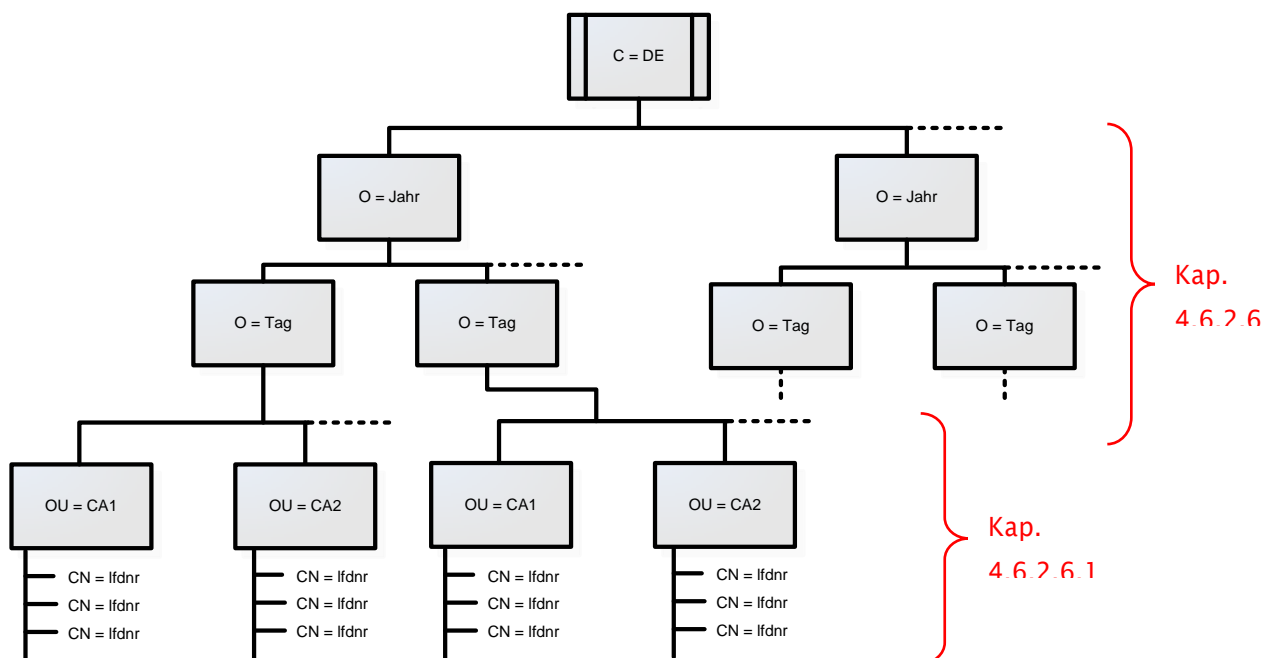 C = DE
O = Jahr
O = Jahr
Kap.
4.6.2.6
O = Tag
O = Tag
O = Tag
O = Tag
OU = CA1
OU = CA2
OU = CA1
OU = CA2
Kap.
4.6.2.6.1
CN = lfdnr
CN = lfdnr
CN = lfdnr
CN = lfdnr
CN = lfdnr
CN = lfdnr
CN = lfdnr
CN = lfdnr
CN = lfdnr
CN = lfdnr
CN = lfdnr
CN = lfdnr